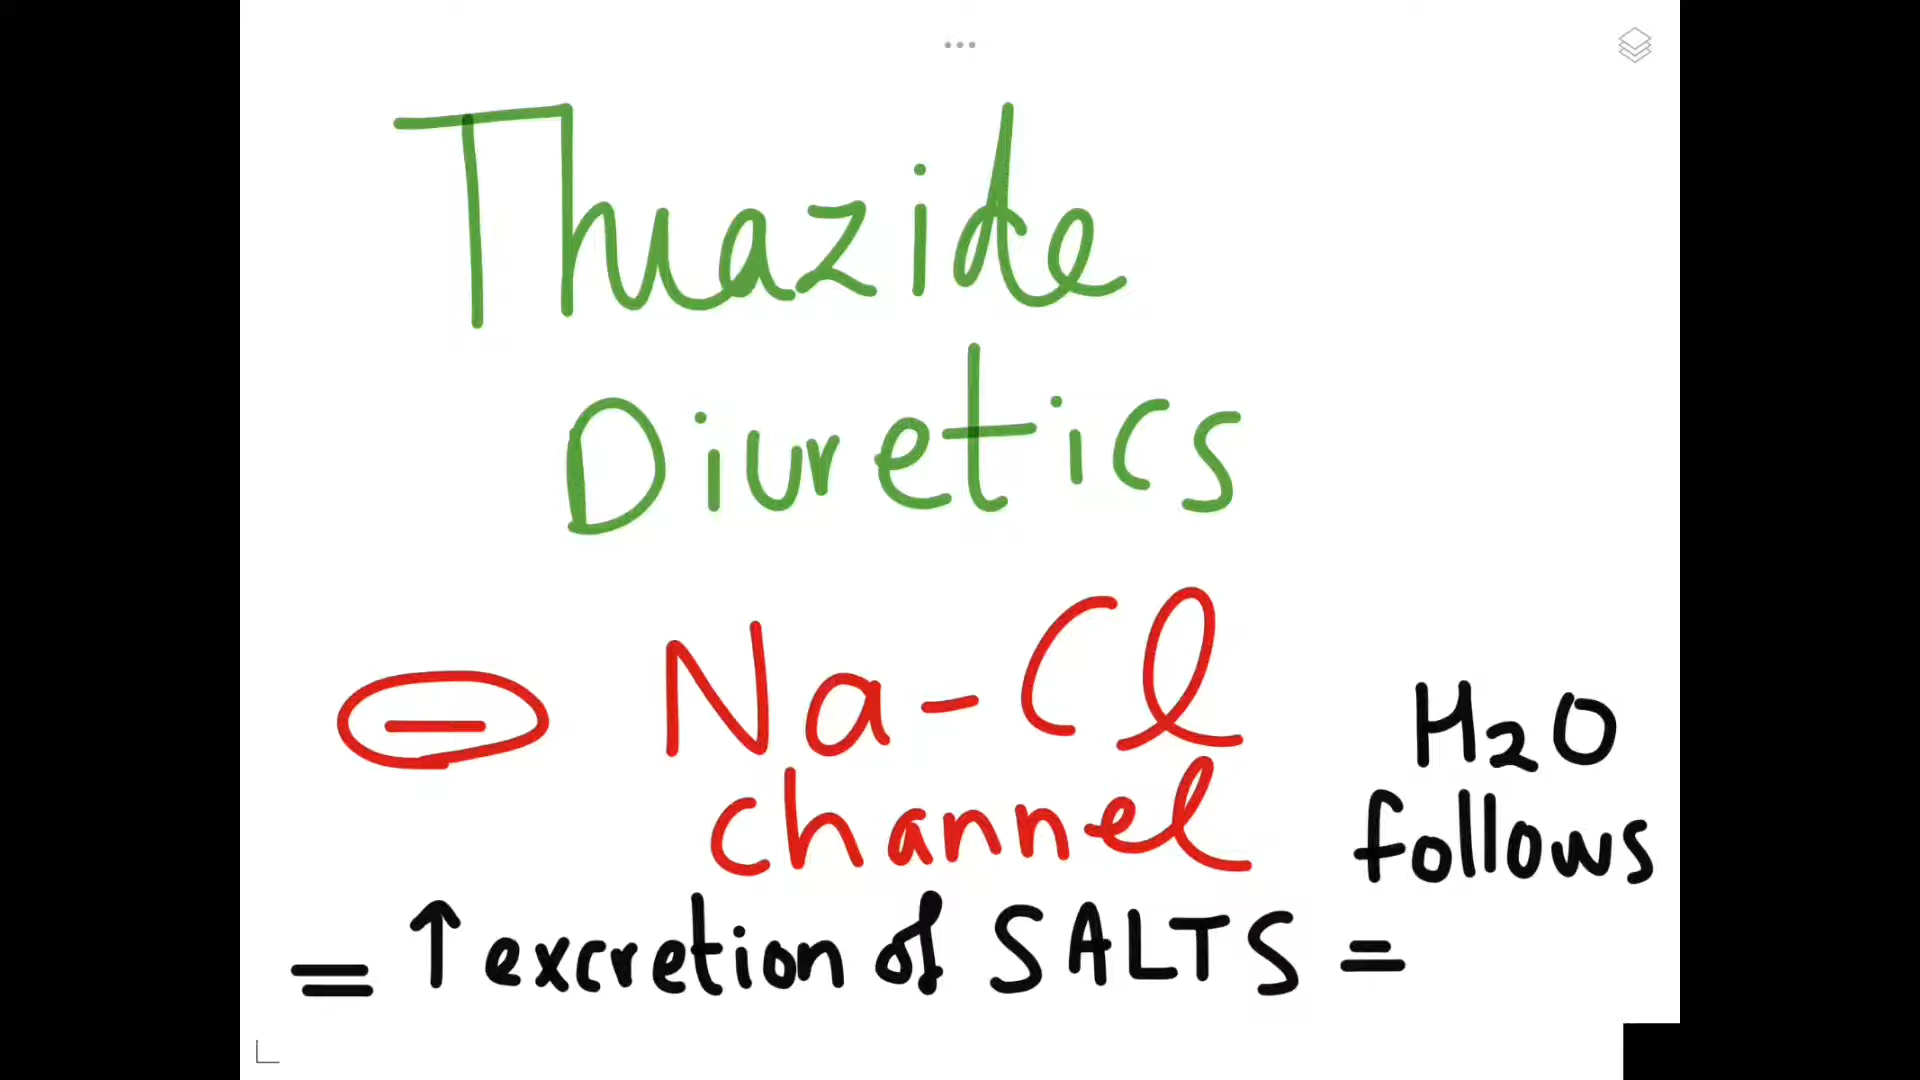 Thiazide
Diuretics
⊖ Na-Cl
channel
H2O
follows
= ↑ excretion of SALTS =